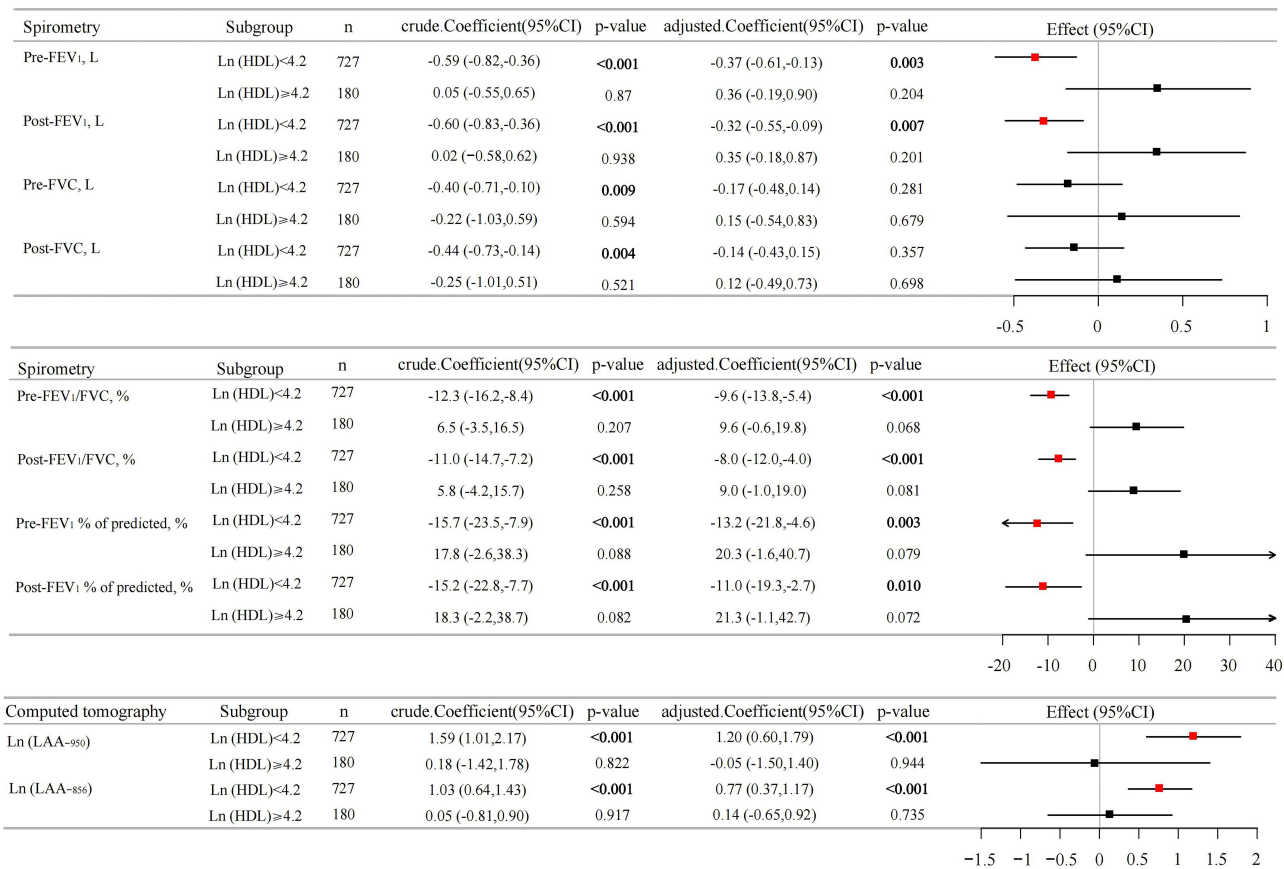 Spirometry Subgroup n crude.Coefficient(95%CI) p-value adjusted.Coefficient(95%CI) p-value Effect (95%CI)
Pre-FEV₁, L Ln (HDL)<4.2 727 -0.59 (-0.82,-0.36) <0.001 -0.37 (-0.61,-0.13) 0.003
Ln (HDL)⩾4.2 180 0.05 (-0.55,0.65) 0.87 0.36 (-0.19,0.90) 0.204
Post-FEV₁, L Ln (HDL)<4.2 727 -0.60 (-0.83,-0.36) <0.001 -0.32 (-0.55,-0.09) 0.007
Ln (HDL)⩾4.2 180 0.02 (−0.58,0.62) 0.938 0.35 (-0.18,0.87) 0.201
Pre-FVC, L Ln (HDL)<4.2 727 -0.40 (-0.71,-0.10) 0.009 -0.17 (-0.48,0.14) 0.281
Ln (HDL)⩾4.2 180 -0.22 (-1.03,0.59) 0.594 0.15 (-0.54,0.83) 0.679
Post-FVC, L Ln (HDL)<4.2 727 -0.44 (-0.73,-0.14) 0.004 -0.14 (-0.43,0.15) 0.357
Ln (HDL)⩾4.2 180 -0.25 (-1.01,0.51) 0.521 0.12 (-0.49,0.73) 0.698
-0.5 0 0.5 1
Spirometry Subgroup n crude.Coefficient(95%CI) p-value adjusted.Coefficient(95%CI) p-value Effect (95%CI)
Pre-FEV₁/FVC, % Ln (HDL)<4.2 727 -12.3 (-16.2,-8.4) <0.001 -9.6 (-13.8,-5.4) <0.001
Ln (HDL)⩾4.2 180 6.5 (-3.5,16.5) 0.207 9.6 (-0.6,19.8) 0.068
Post-FEV₁/FVC, % Ln (HDL)<4.2 727 -11.0 (-14.7,-7.2) <0.001 -8.0 (-12.0,-4.0) <0.001
Ln (HDL)⩾4.2 180 5.8 (-4.2,15.7) 0.258 9.0 (-1.0,19.0) 0.081
Pre-FEV₁ % of predicted, % Ln (HDL)<4.2 727 -15.7 (-23.5,-7.9) <0.001 -13.2 (-21.8,-4.6) 0.003
Ln (HDL)⩾4.2 180 17.8 (-2.6,38.3) 0.088 20.3 (-1.6,40.7) 0.079
Post-FEV₁ % of predicted, % Ln (HDL)<4.2 727 -15.2 (-22.8,-7.7) <0.001 -11.0 (-19.3,-2.7) 0.010
Ln (HDL)⩾4.2 180 18.3 (-2.2,38.7) 0.082 21.3 (-1.1,42.7) 0.072
-20 -10 0 10 20 30 40
Computed tomography Subgroup n crude.Coefficient(95%CI) p-value adjusted.Coefficient(95%CI) p-value Effect (95%CI)
Ln (LAA₋₉₅₀) Ln (HDL)<4.2 727 1.59 (1.01,2.17) <0.001 1.20 (0.60,1.79) <0.001
Ln (HDL)⩾4.2 180 0.18 (-1.42,1.78) 0.822 -0.05 (-1.50,1.40) 0.944
Ln (LAA₋₈₅₆) Ln (HDL)<4.2 727 1.03 (0.64,1.43) <0.001 0.77 (0.37,1.17) <0.001
Ln (HDL)⩾4.2 180 0.05 (-0.81,0.90) 0.917 0.14 (-0.65,0.92) 0.735
−1.5 −1 −0.5 0 0.5 1 1.5 2